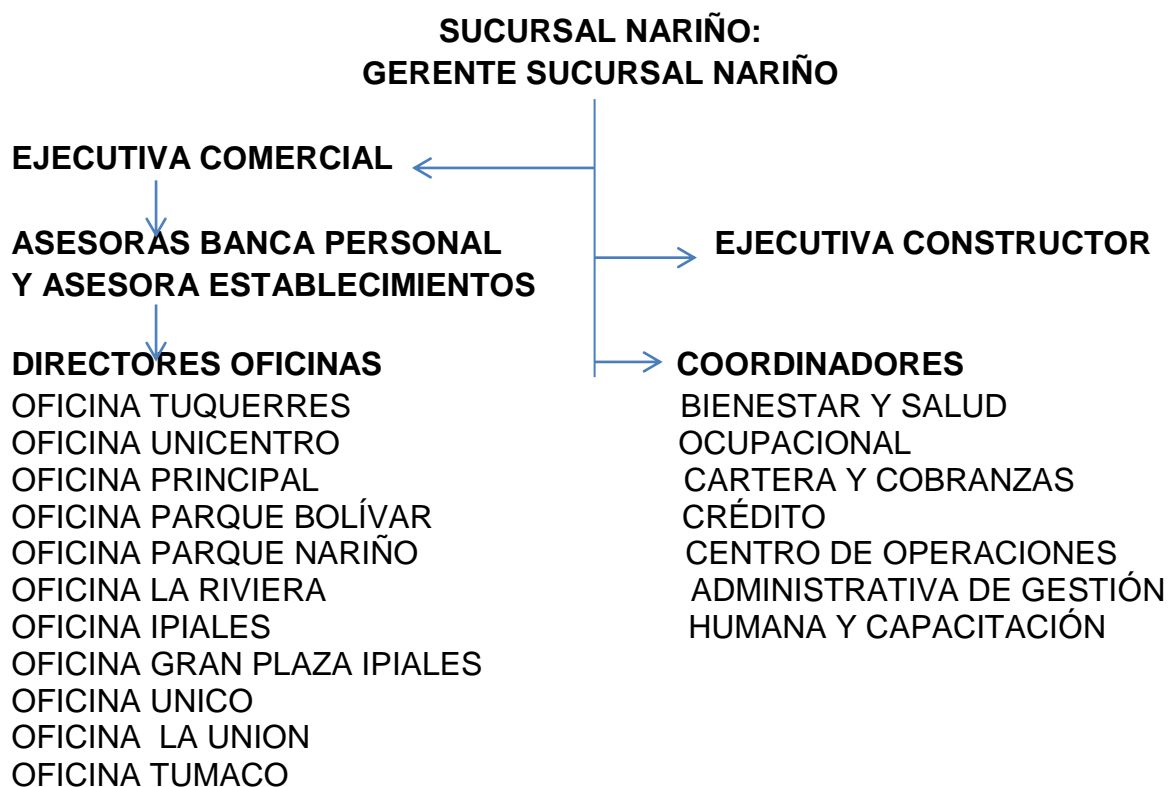 SUCURSAL NARIÑO:
GERENTE SUCURSAL NARIÑO
EJECUTIVA COMERCIAL
ASESORAS BANCA PERSONAL
Y ASESORA ESTABLECIMIENTOS
EJECUTIVA CONSTRUCTOR
DIRECTORES OFICINAS
OFICINA TUQUERRES
OFICINA UNICENTRO
OFICINA PRINCIPAL
OFICINA PARQUE BOLÍVAR
OFICINA PARQUE NARIÑO
OFICINA LA RIVIERA
OFICINA IPIALES
OFICINA GRAN PLAZA IPIALES
OFICINA UNICO
OFICINA LA UNION
OFICINA TUMACO
COORDINADORES
BIENESTAR Y SALUD
OCUPACIONAL
CARTERA Y COBRANZAS
CRÉDITO
CENTRO DE OPERACIONES
ADMINISTRATIVA DE GESTIÓN
HUMANA Y CAPACITACIÓN